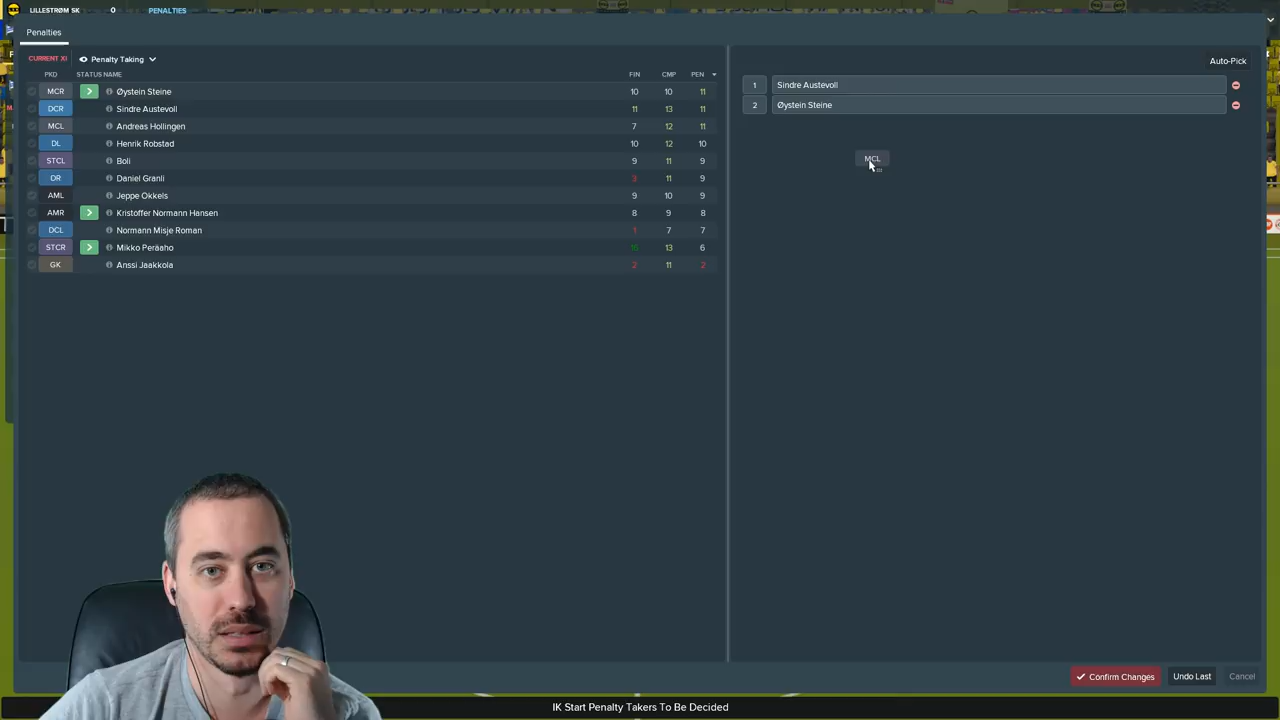 LILLESTRØM SK 0 PENALTIES
Penalties
CURRENT XI Penalty Taking
Auto-Pick
PKD STATUS NAME FIN CMP PEN
MCR Øystein Steine 10 10 11
DCR Sindre Austevoll 11 13 11
MCL Andreas Hollingen 7 12 11
DL Henrik Robstad 10 12 10
STCL Boli 9 11 9
DR Daniel Granli 3 11 9
AML Jeppe Okkels 9 10 9
AMR Kristoffer Normann Hansen 8 9 8
DCL Normann Misje Roman 1 7 7
STCR Mikko Peräaho 15 13 6
GK Anssi Jaakkola 2 11 2
1 Sindre Austevoll
2 Øystein Steine
MCL
Confirm Changes Undo Last Cancel
IK Start Penalty Takers To Be Decided